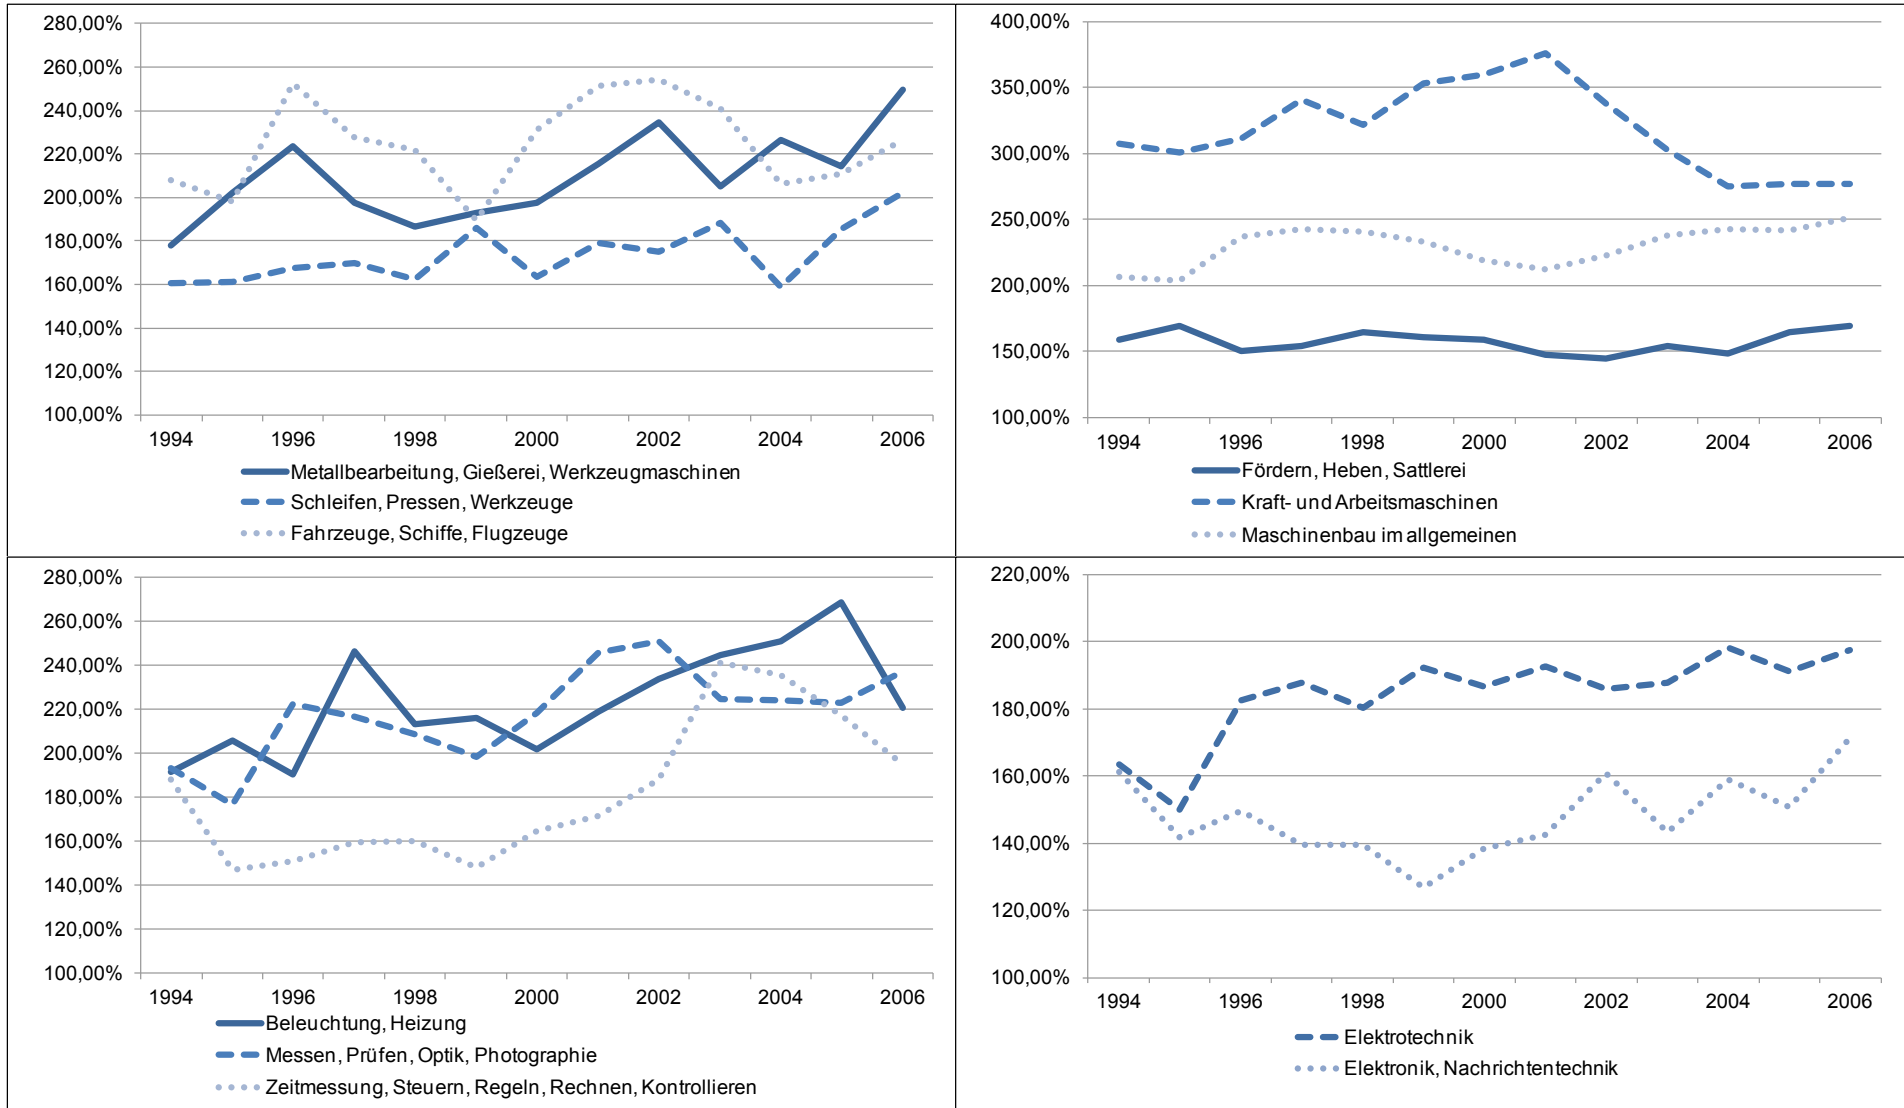 280,00%
260,00%
240,00%
220,00%
200,00%
180,00%
160,00%
140,00%
120,00%
100,00%
1994 1996 1998 2000 2002 2004 2006
Metallbearbeitung, Gießerei, Werkzeugmaschinen
Schleifen, Pressen, Werkzeuge
Fahrzeuge, Schiffe, Flugzeuge
400,00%
350,00%
300,00%
250,00%
200,00%
150,00%
100,00%
1994 1996 1998 2000 2002 2004 2006
Fördern, Heben, Sattlerei
Kraft- und Arbeitsmaschinen
Maschinenbau im allgemeinen
280,00%
260,00%
240,00%
220,00%
200,00%
180,00%
160,00%
140,00%
120,00%
100,00%
1994 1996 1998 2000 2002 2004 2006
Beleuchtung, Heizung
Messen, Prüfen, Optik, Photographie
Zeitmessung, Steuern, Regeln, Rechnen, Kontrollieren
220,00%
200,00%
180,00%
160,00%
140,00%
120,00%
100,00%
1994 1996 1998 2000 2002 2004 2006
Elektrotechnik
Elektronik, Nachrichtentechnik